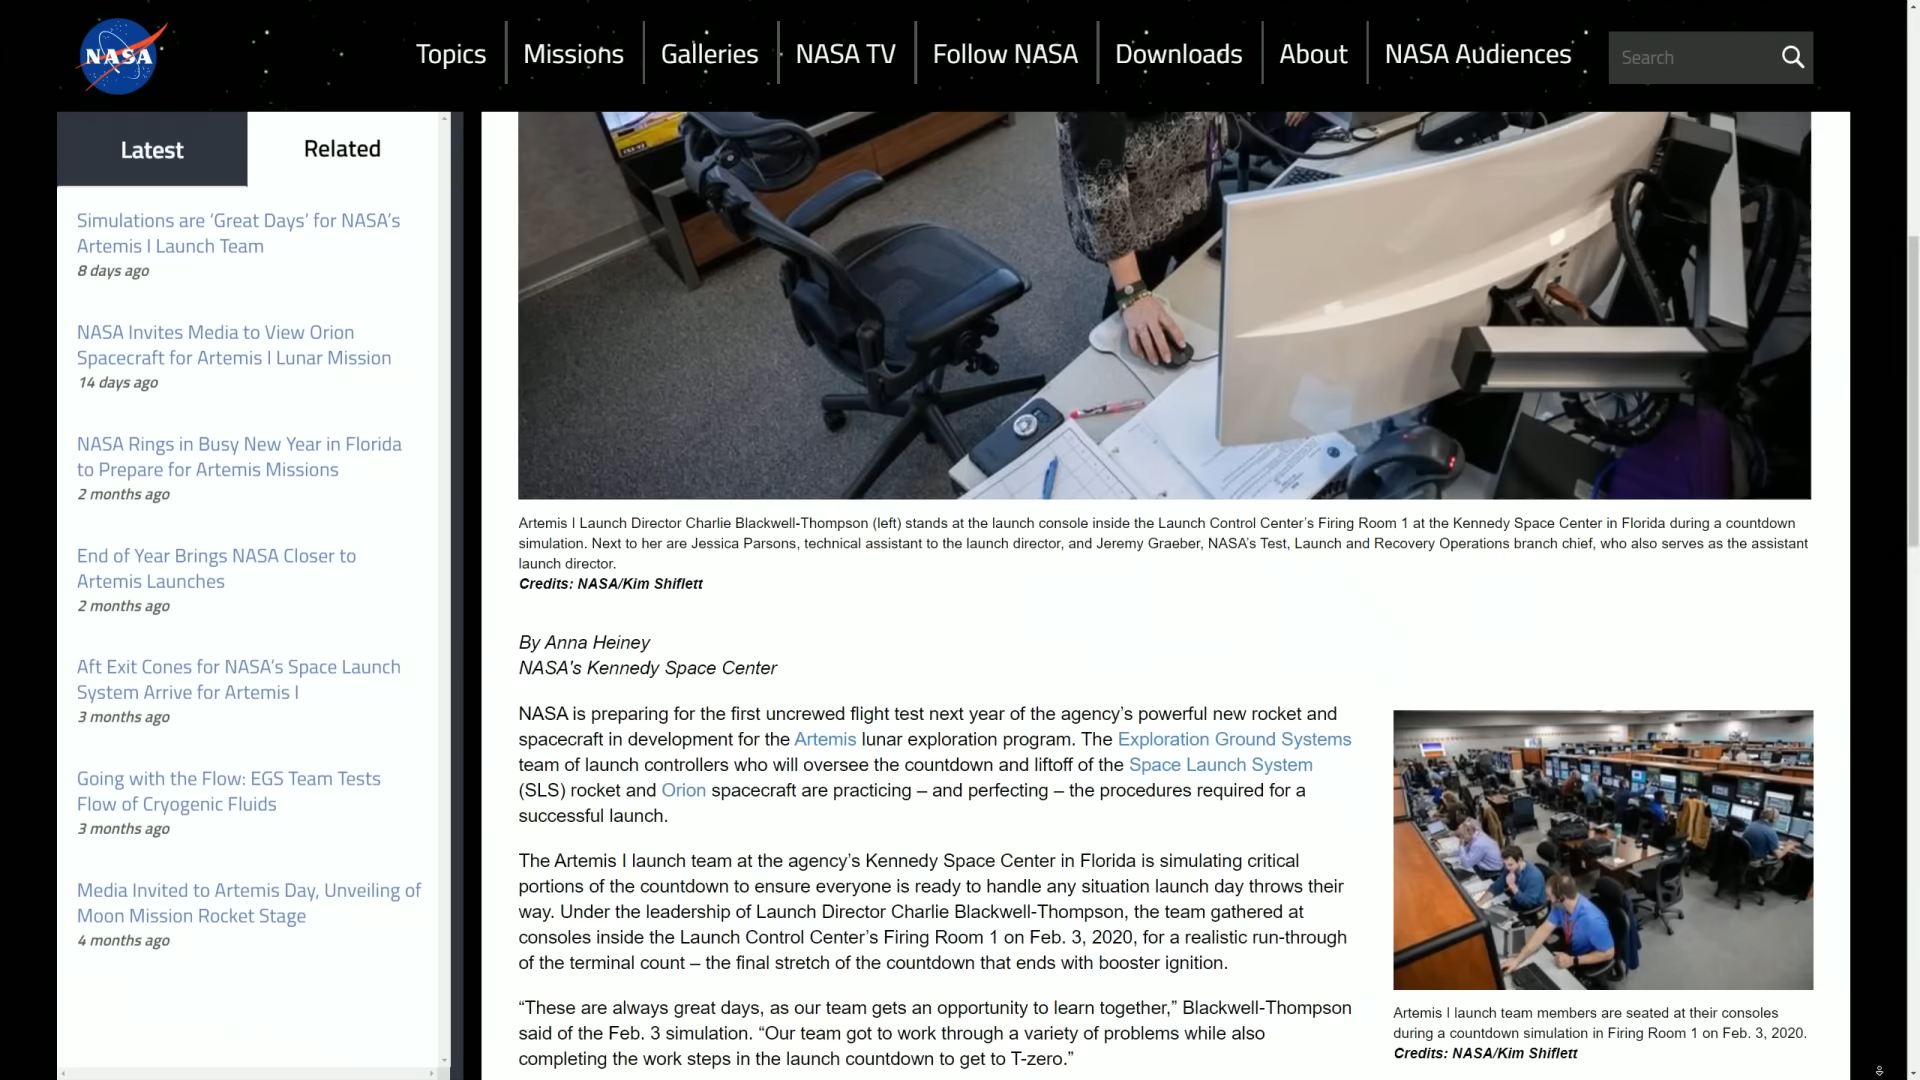 NASA
Topics
Missions
Galleries
NASA TV
Follow NASA
Downloads
About
NASA Audiences
Search
Latest
Related
Simulations are ‘Great Days’ for NASA’s
Artemis I Launch Team
8 days ago
NASA Invites Media to View Orion
Spacecraft for Artemis I Lunar Mission
14 days ago
NASA Rings in Busy New Year in Florida
to Prepare for Artemis Missions
2 months ago
End of Year Brings NASA Closer to
Artemis Launches
2 months ago
Aft Exit Cones for NASA’s Space Launch
System Arrive for Artemis I
3 months ago
Going with the Flow: EGS Team Tests
Flow of Cryogenic Fluids
3 months ago
Media Invited to Artemis Day, Unveiling of
Moon Mission Rocket Stage
4 months ago
Artemis I Launch Director Charlie Blackwell-Thompson (left) stands at the launch console inside the Launch Control Center’s Firing Room 1 at the Kennedy Space Center in Florida during a countdown
simulation. Next to her are Jessica Parsons, technical assistant to the launch director, and Jeremy Graeber, NASA’s Test, Launch and Recovery Operations branch chief, who also serves as the assistant
launch director.
Credits: NASA/Kim Shiflett
By Anna Heiney
NASA's Kennedy Space Center
NASA is preparing for the first uncrewed flight test next year of the agency’s powerful new rocket and
spacecraft in development for the Artemis lunar exploration program. The Exploration Ground Systems
team of launch controllers who will oversee the countdown and liftoff of the Space Launch System
(SLS) rocket and Orion spacecraft are practicing – and perfecting – the procedures required for a
successful launch.
The Artemis I launch team at the agency’s Kennedy Space Center in Florida is simulating critical
portions of the countdown to ensure everyone is ready to handle any situation launch day throws their
way. Under the leadership of Launch Director Charlie Blackwell-Thompson, the team gathered at
consoles inside the Launch Control Center’s Firing Room 1 on Feb. 3, 2020, for a realistic run-through
of the terminal count – the final stretch of the countdown that ends with booster ignition.
“These are always great days, as our team gets an opportunity to learn together,” Blackwell-Thompson
said of the Feb. 3 simulation. “Our team got to work through a variety of problems while also
completing the work steps in the launch countdown to get to T-zero.”
Artemis I launch team members are seated at their consoles
during a countdown simulation in Firing Room 1 on Feb. 3, 2020.
Credits: NASA/Kim Shiflett